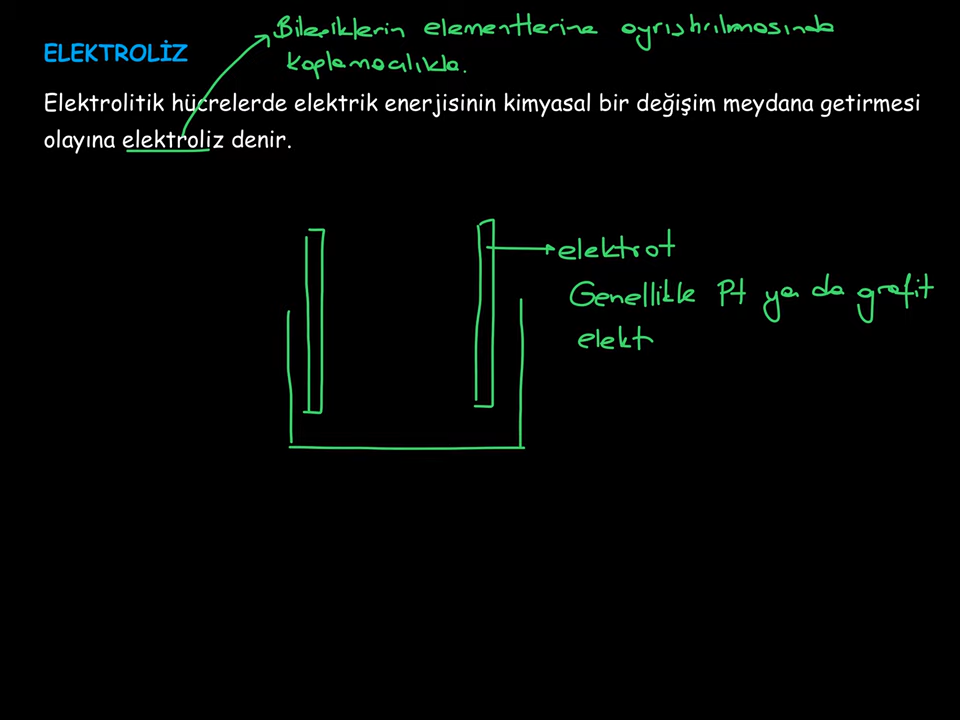 Bileşiklerin elementlerine ayrıştırılmasında
Kaplamacılıkta.
ELEKTROLİZ
Elektrolitik hücrelerde elektrik enerjisinin kimyasal bir değişim meydana getirmesi
olayına elektroliz denir.
elektrot
Genellikle Pt ya da grafit
elekt